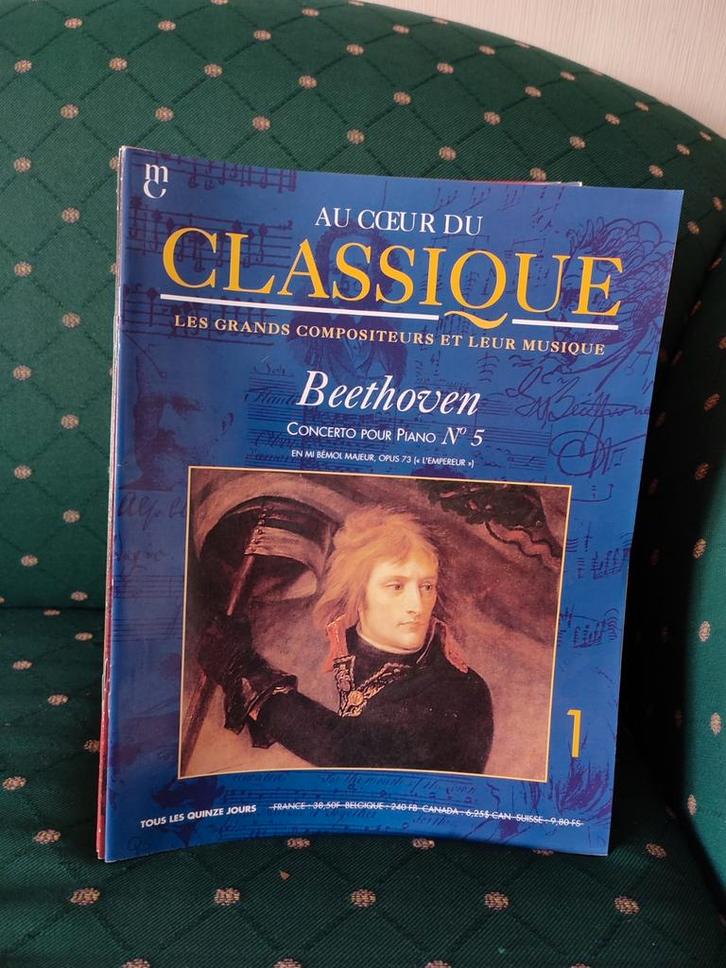 mc
AU CŒUR DU
CLASSIQUE
LES GRANDS COMPOSITEURS ET LEUR MUSIQUE
Beethoven
CONCERTO POUR PIANO Nº 5
EN MI BÉMOL MAJEUR, OPUS 73 (« L'EMPEREUR »)
1
TOUS LES QUINZE JOURS FRANCE : 38,50F BELGIQUE : 240 FB CANADA : 6,25$ CAN SUISSE : 9,80 FS